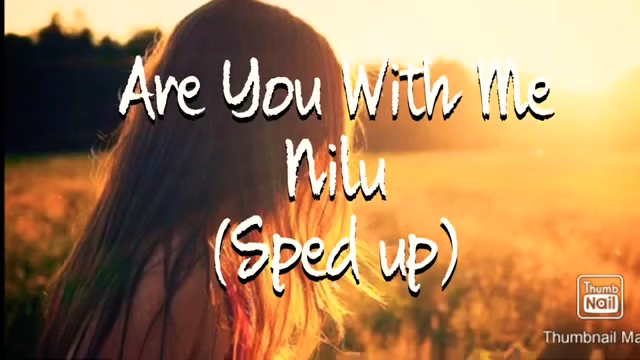 Are You With Me
Nilu
(Sped up)
Thumb
Nail
Thumbnail Ma